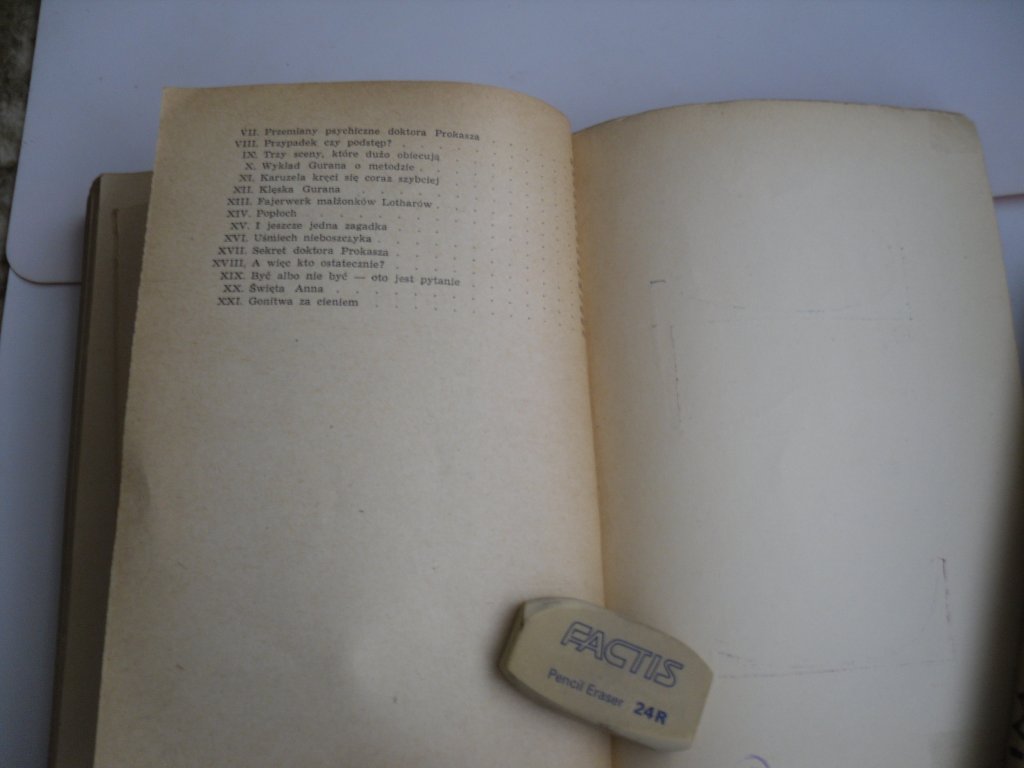 VII. Przemiany psychiczne doktora Prokasza
VIII. Przypadek czy podstęp?
IX. Trzy sceny, które dużo obiecują
X. Wykład Gurana o metodzie
XI. Karuzela kręci się coraz szybciej
XII. Klęska Gurana
XIII. Fajerwerk małżonków Lotharów
XIV. Popłoch
XV. I jeszcze jedna zagadka
XVI. Uśmiech nieboszczyka
XVII. Sekret doktora Prokasza
XVIII. A więc kto ostatecznie?
XIX. Być albo nie być — oto jest pytanie
XX. Święta Anna
XXI. Gonitwa za cieniem
FACTIS
Pencil Eraser 24R